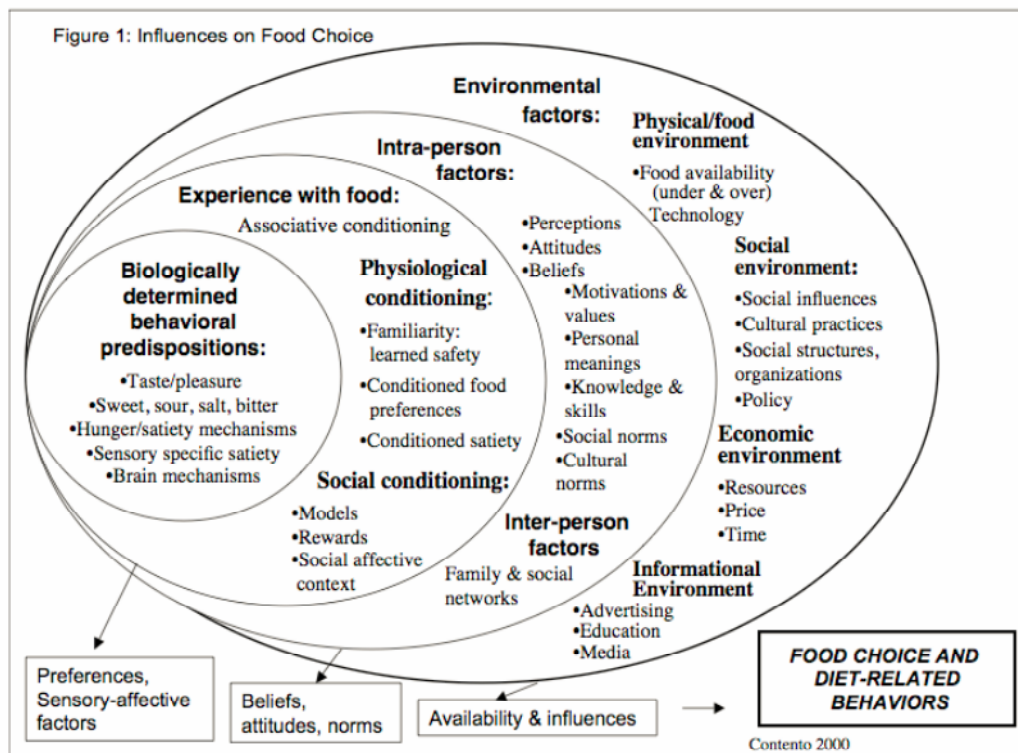 Figure 1: Influences on Food Choice
Environmental
factors:
Physical/food
environment
•Food availability
(under & over)
Technology
Social
environment:
•Social influences
•Cultural practices
•Social structures,
organizations
•Policy
Economic
environment
•Resources
•Price
•Time
Informational
Environment
•Advertising
•Education
•Media
Intra-person
factors:
•Perceptions
•Attitudes
•Beliefs
•Motivations &
values
•Personal
meanings
•Knowledge &
skills
•Social norms
•Cultural
norms
Inter-person
factors
Family & social
networks
Experience with food:
Associative conditioning
Physiological
conditioning:
•Familiarity:
learned safety
•Conditioned food
preferences
•Conditioned satiety
Social conditioning:
•Models
•Rewards
•Social affective
context
Biologically
determined
behavioral
predispositions:
•Taste/pleasure
•Sweet, sour, salt, bitter
•Hunger/satiety mechanisms
•Sensory specific satiety
•Brain mechanisms
Preferences,
Sensory-affective
factors
Beliefs,
attitudes, norms
Availability & influences
FOOD CHOICE AND
DIET-RELATED
BEHAVIORS
Contento 2000